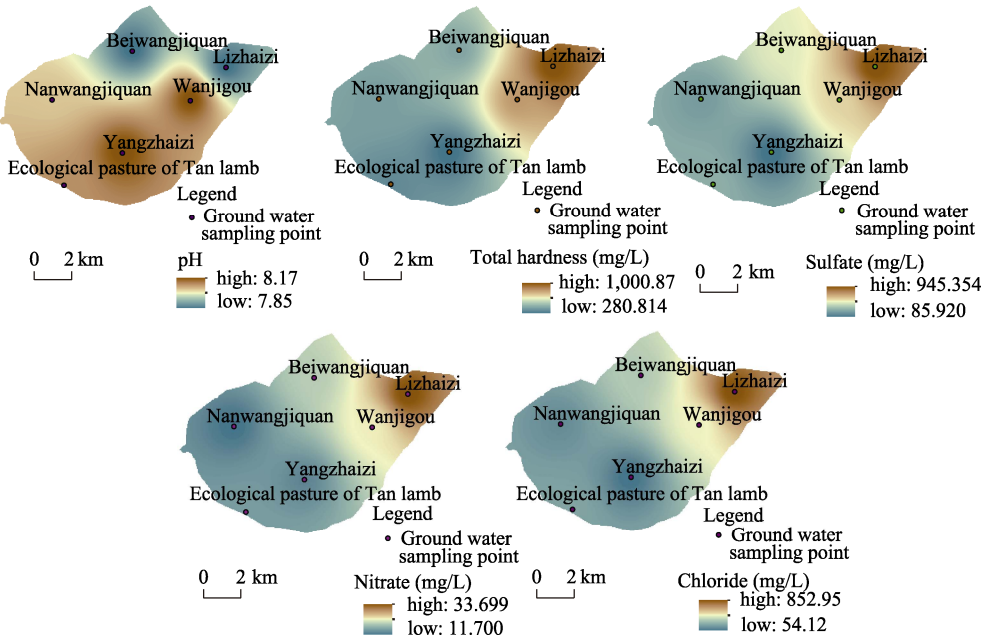 Beiwangjiquan
Lizhaizi
Nanwangjiquan
Wanjigou
Yangzhaizi
Ecological pasture of Tan lamb
Legend
Ground water
sampling point
0 2 km
pH
high: 8.17
low: 7.85
Beiwangjiquan
Lizhaizi
Nanwangjiquan
Wanjigou
Yangzhaizi
Ecological pasture of Tan lamb
Legend
Ground water
sampling point
0 2 km
Total hardness (mg/L)
high: 1,000.87
low: 280.814
Beiwangjiquan
Lizhaizi
Nanwangjiquan
Wanjigou
Yangzhaizi
Ecological pasture of Tan lamb
Legend
Ground water
sampling point
0 2 km
Sulfate (mg/L)
high: 945.354
low: 85.920
Beiwangjiquan
Lizhaizi
Nanwangjiquan
Wanjigou
Yangzhaizi
Ecological pasture of Tan lamb
Legend
Ground water
sampling point
0 2 km
Nitrate (mg/L)
high: 33.699
low: 11.700
Beiwangjiquan
Lizhaizi
Nanwangjiquan
Wanjigou
Yangzhaizi
Ecological pasture of Tan lamb
Legend
Ground water
sampling point
0 2 km
Chloride (mg/L)
high: 852.95
low: 54.12